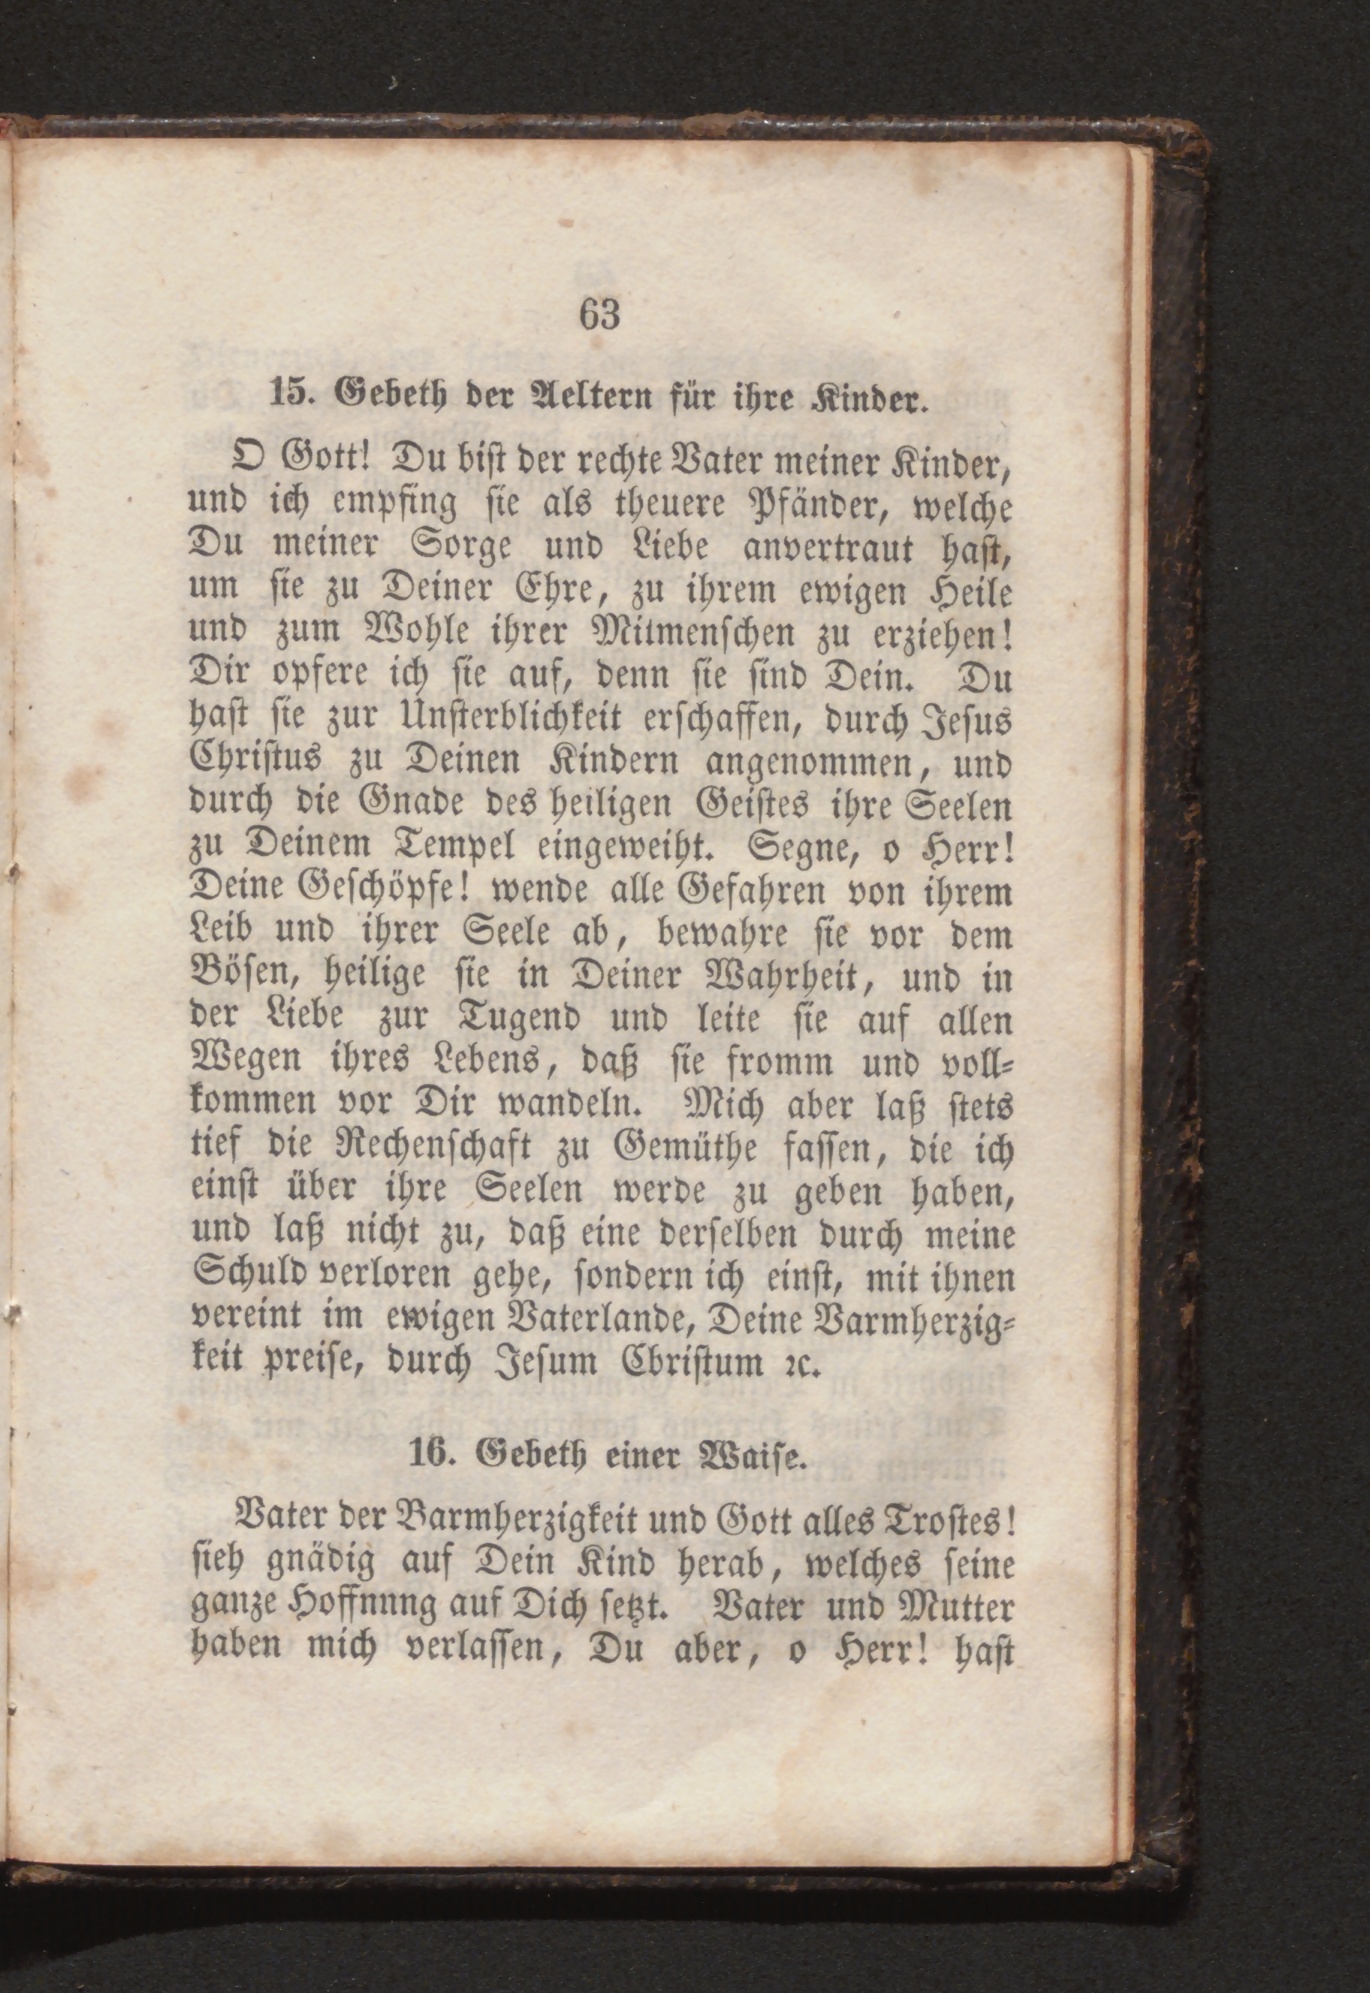 63
15. Gebeth der Aeltern für ihre Kinder.
O Gott! Du bist der rechte Vater meiner Kinder,
und ich empfing sie als theuere Pfänder, welche
Du meiner Sorge und Liebe anvertraut hast,
um sie zu Deiner Ehre, zu ihrem ewigen Heile
und zum Wohle ihrer Mitmenschen zu erziehen!
Dir opfere ich sie auf, denn sie sind Dein. Du
hast sie zur Unsterblichkeit erschaffen, durch Jesus
Christus zu Deinen Kindern angenommen, und
durch die Gnade des heiligen Geistes ihre Seelen
zu Deinem Tempel eingeweiht. Segne, o Herr!
Deine Geschöpfe! wende alle Gefahren von ihrem
Leib und ihrer Seele ab, bewahre sie vor dem
Bösen, heilige sie in Deiner Wahrheit, und in
der Liebe zur Tugend und leite sie auf allen
Wegen ihres Lebens, daß sie fromm und voll-
kommen vor Dir wandeln. Mich aber laß stets
tief die Rechenschaft zu Gemüthe fassen, die ich
einst über ihre Seelen werde zu geben haben,
und laß nicht zu, daß eine derselben durch meine
Schuld verloren gehe, sondern ich einst, mit ihnen
vereint im ewigen Vaterlande, Deine Barmherzig-
keit preise, durch Jesum Cbristum ꝛc.
16. Gebeth einer Waise.
Vater der Barmherzigkeit und Gott alles Trostes!
sieh gnädig auf Dein Kind herab, welches seine
ganze Hoffnnng auf Dich setzt. Vater und Mutter
haben mich verlassen, Du aber, o Herr! hast